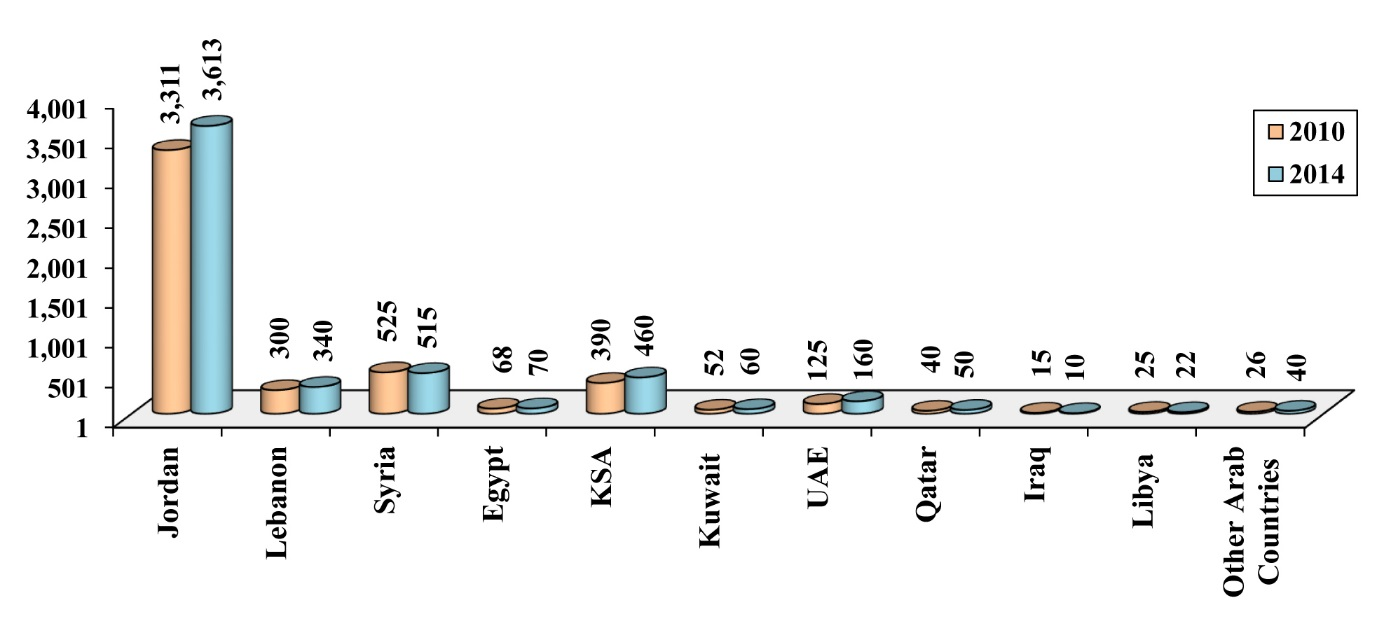 4,001
3,501
3,001
2,501
2,001
1,501
1,001
501
1
3,311
3,613
300
340
525
515
68
70
390
460
52
60
125
160
40
50
15
10
25
22
26
40
2010
2014
Jordan
Lebanon
Syria
Egypt
KSA
Kuwait
UAE
Qatar
Iraq
Libya
Other Arab
Countries